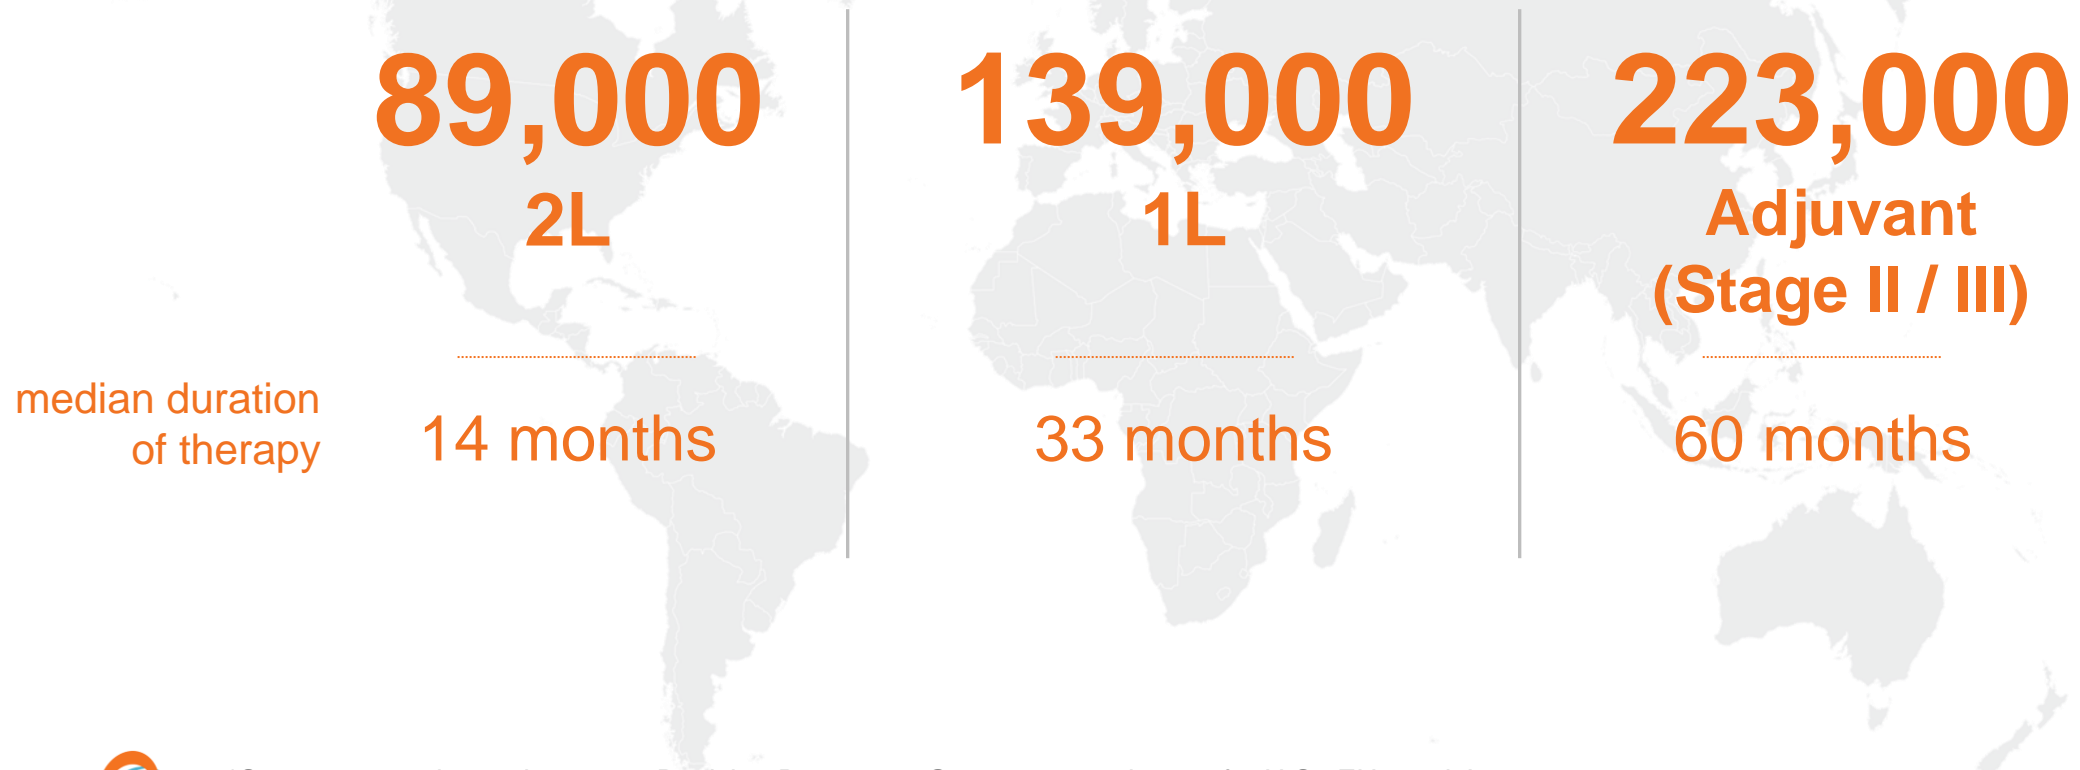 89,000
2L
139,000
1L
223,000
Adjuvant
(Stage II / III)
median duration
of therapy
14 months
33 months
60 months